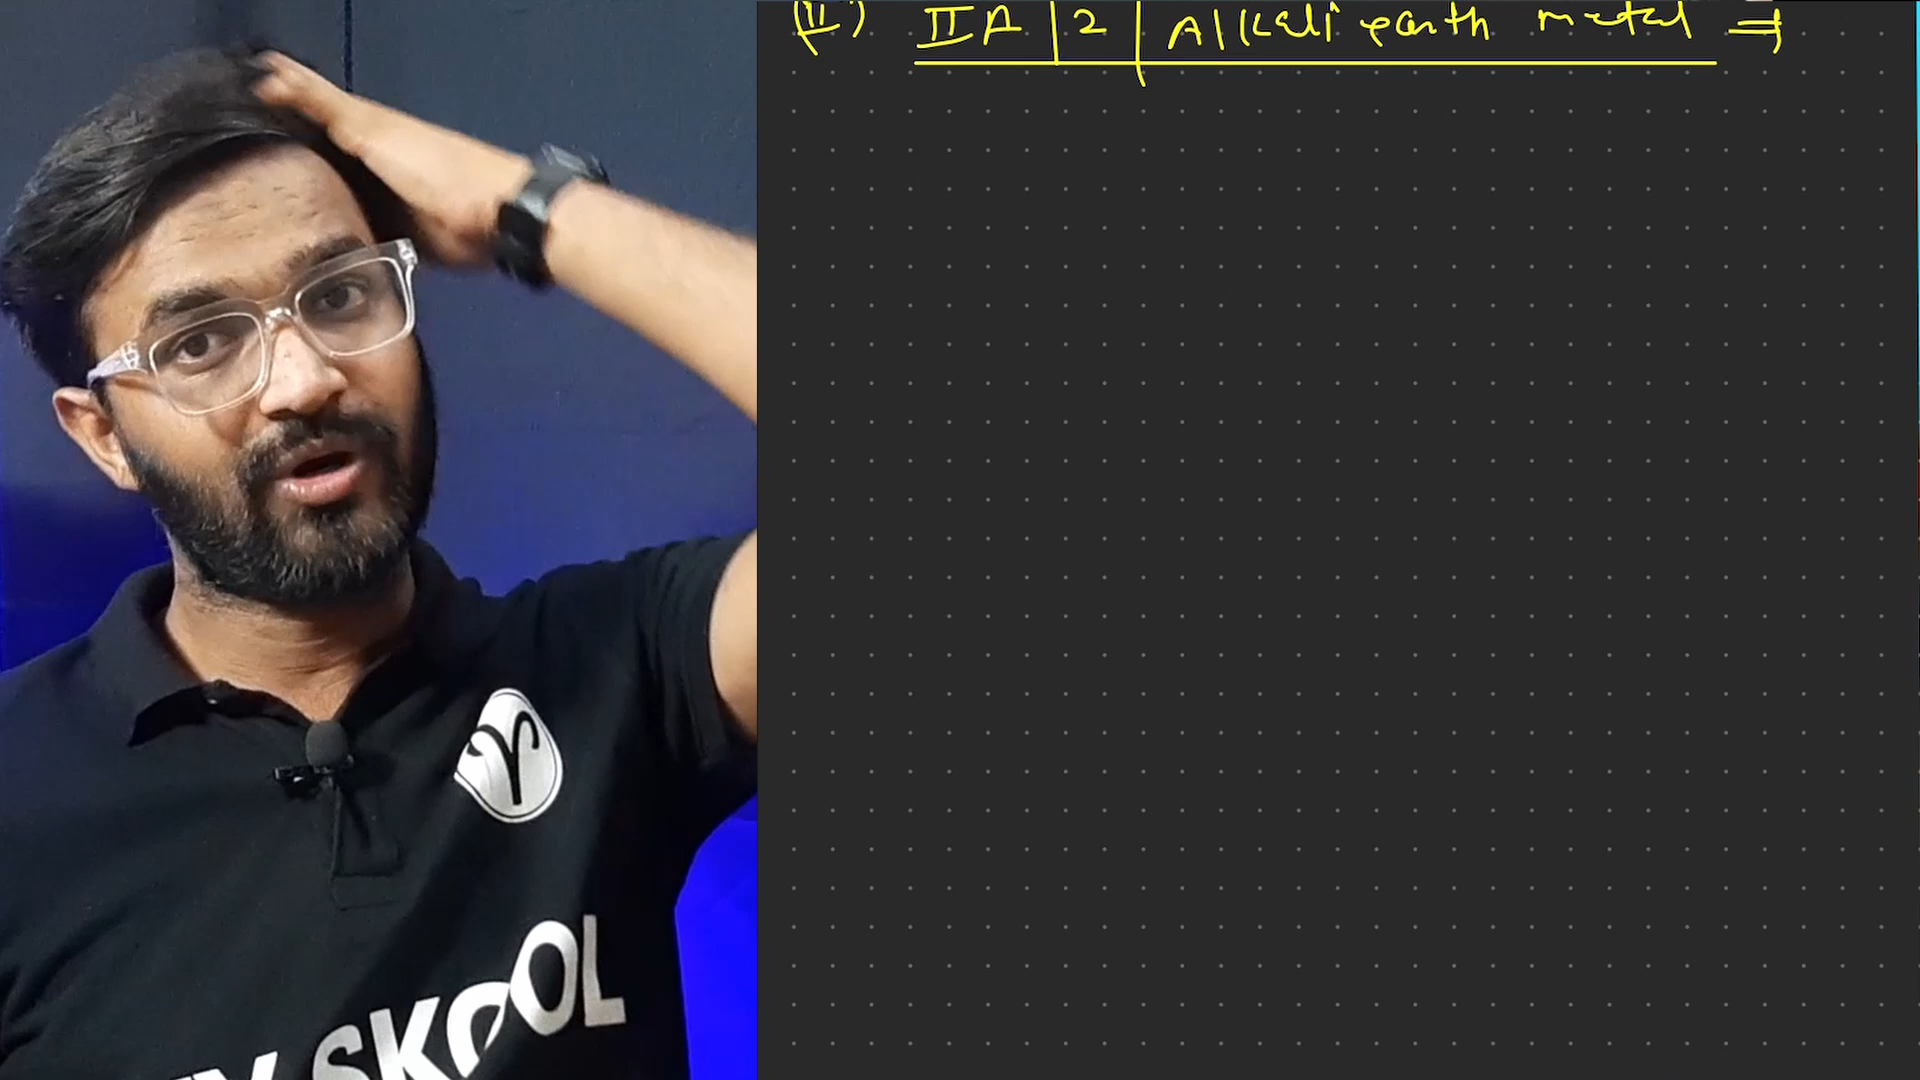 (II) IIA | 2 | Alkali earth metal ⇒
SKOOL